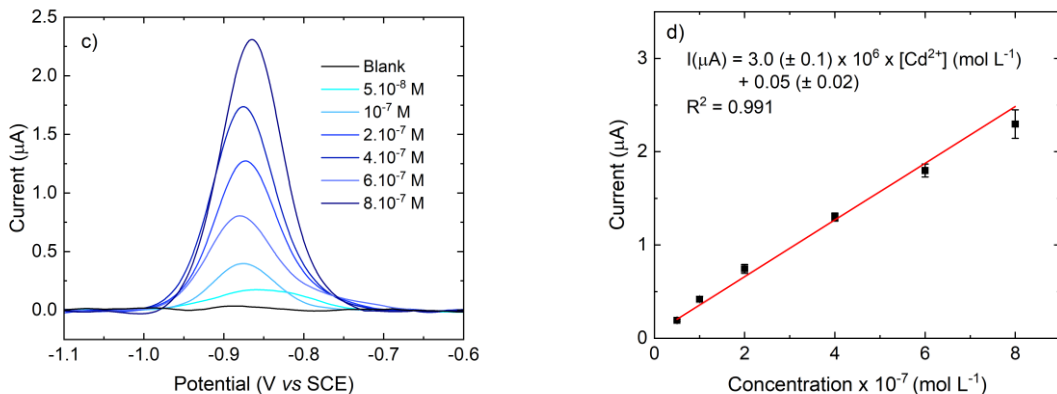 c)
2.5
2.0
1.5
1.0
0.5
0.0
Current (µA)
-1.1
-1.0
-0.9
-0.8
-0.7
-0.6
Potential (V vs SCE)
Blank
5.10⁻⁸ M
10⁻⁷ M
2.10⁻⁷ M
4.10⁻⁷ M
6.10⁻⁷ M
8.10⁻⁷ M
d)
I(µA) = 3.0 (± 0.1) x 10⁶ x [Cd²⁺] (mol L⁻¹)
+ 0.05 (± 0.02)
R² = 0.991
3
2
1
0
Current (µA)
0
2
4
6
8
Concentration x 10⁻⁷ (mol L⁻¹)